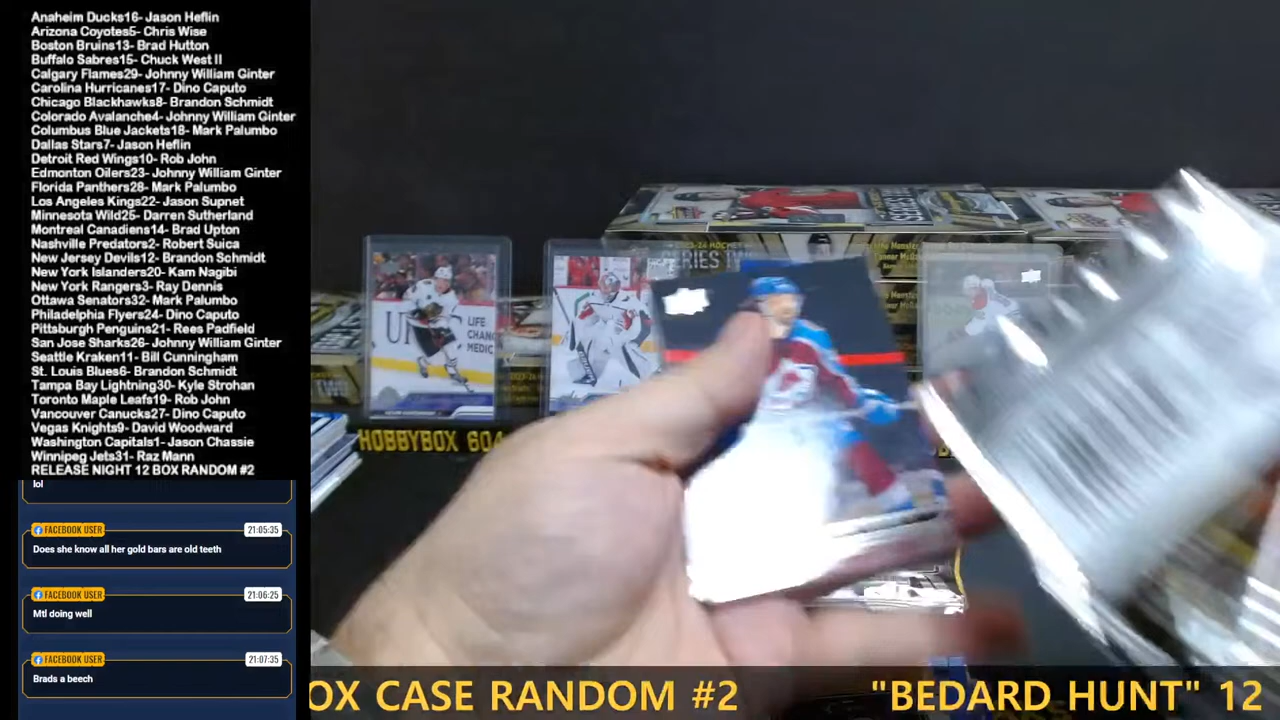 Anaheim Ducks16- Jason Heflin
Arizona Coyotes5- Chris Wise
Boston Bruins13- Brad Hutton
Buffalo Sabres15- Chuck West II
Calgary Flames29- Johnny William Ginter
Carolina Hurricanes17- Dino Caputo
Chicago Blackhawks8- Brandon Schmidt
Colorado Avalanche4- Johnny William Ginter
Columbus Blue Jackets18- Mark Palumbo
Dallas Stars7- Jason Heflin
Detroit Red Wings10- Rob John
Edmonton Oilers23- Johnny William Ginter
Florida Panthers28- Mark Palumbo
Los Angeles Kings22- Jason Supnet
Minnesota Wild25- Darren Sutherland
Montreal Canadiens14- Brad Upton
Nashville Predators2- Robert Suica
New Jersey Devils12- Brandon Schmidt
New York Islanders20- Kam Nagibi
New York Rangers3- Ray Dennis
Ottawa Senators32- Mark Palumbo
Philadelphia Flyers24- Dino Caputo
Pittsburgh Penguins21- Rees Padfield
San Jose Sharks26- Johnny William Ginter
Seattle Kraken11- Bill Cunningham
St. Louis Blues6- Brandon Schmidt
Tampa Bay Lightning30- Kyle Strohan
Toronto Maple Leafs19- Rob John
Vancouver Canucks27- Dino Caputo
Vegas Knights9- David Woodward
Washington Capitals1- Jason Chassie
Winnipeg Jets31- Raz Mann
RELEASE NIGHT 12 BOX RANDOM #2
lol
FACEBOOK USER 21:05:35
Does she know all her gold bars are old teeth
FACEBOOK USER 21:06:25
Mtl doing well
FACEBOOK USER 21:07:35
Brads a beech
2023-24 HOCKEY
SERIES TWO
LIFE
CHANG
MEDIC
HOBBYBOX 604
OX CASE RANDOM #2 "BEDARD HUNT" 12